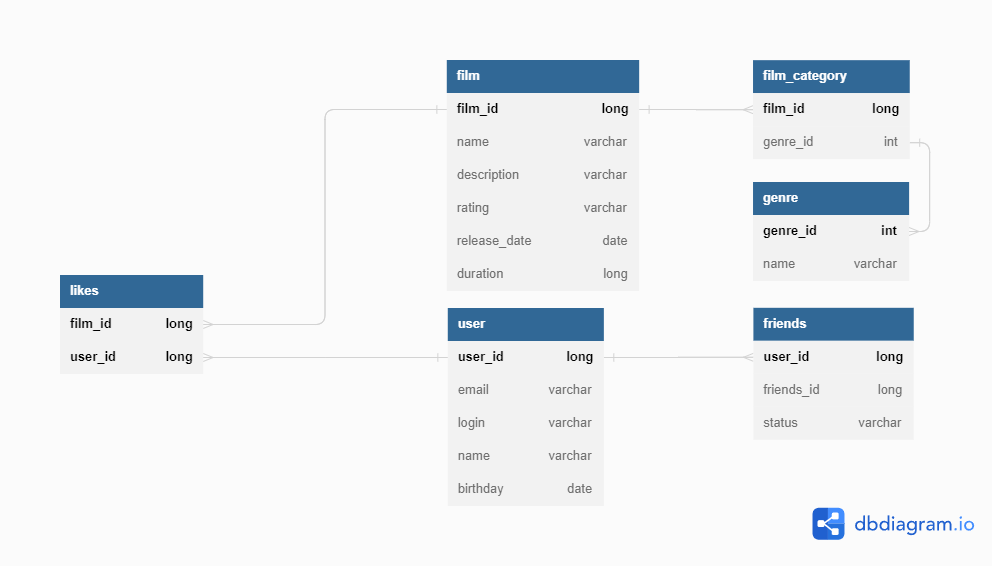 film
film_id long
name varchar
description varchar
rating varchar
release_date date
duration long
film_category
film_id long
genre_id int
genre
genre_id int
name varchar
likes
film_id long
user_id long
user
user_id long
email varchar
login varchar
name varchar
birthday date
friends
user_id long
friends_id long
status varchar
dbdiagram.io